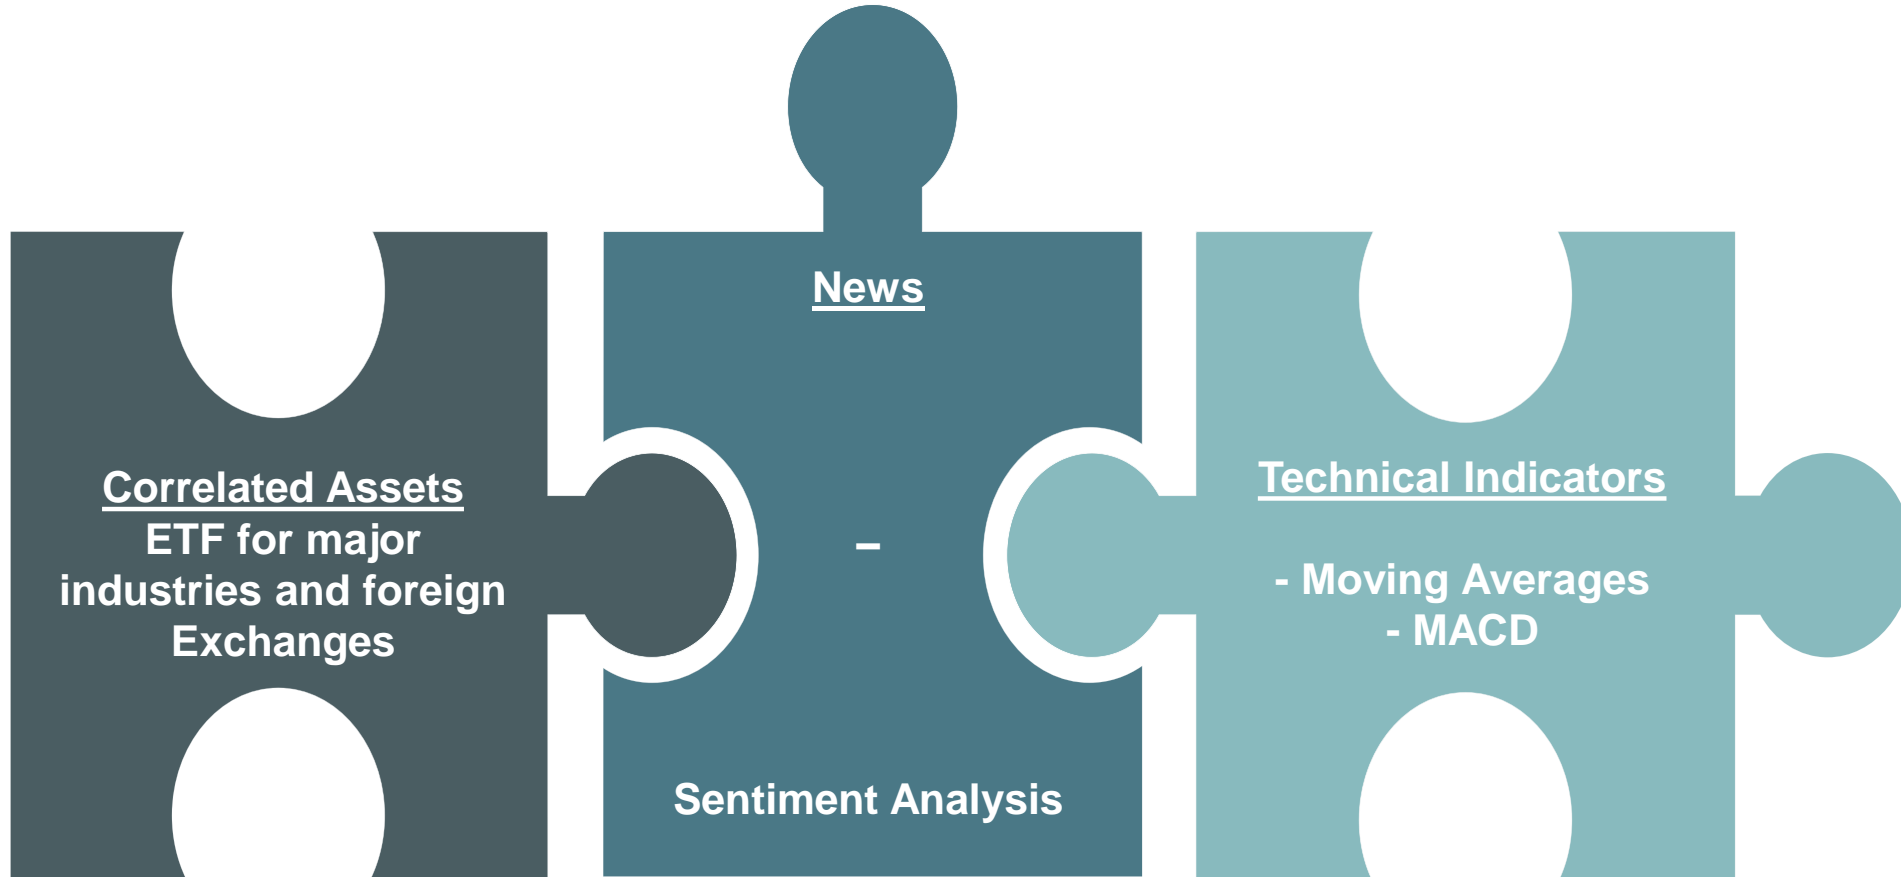 Correlated Assets
ETF for major
industries and foreign
Exchanges
News
-
Sentiment Analysis
Technical Indicators
- Moving Averages
- MACD